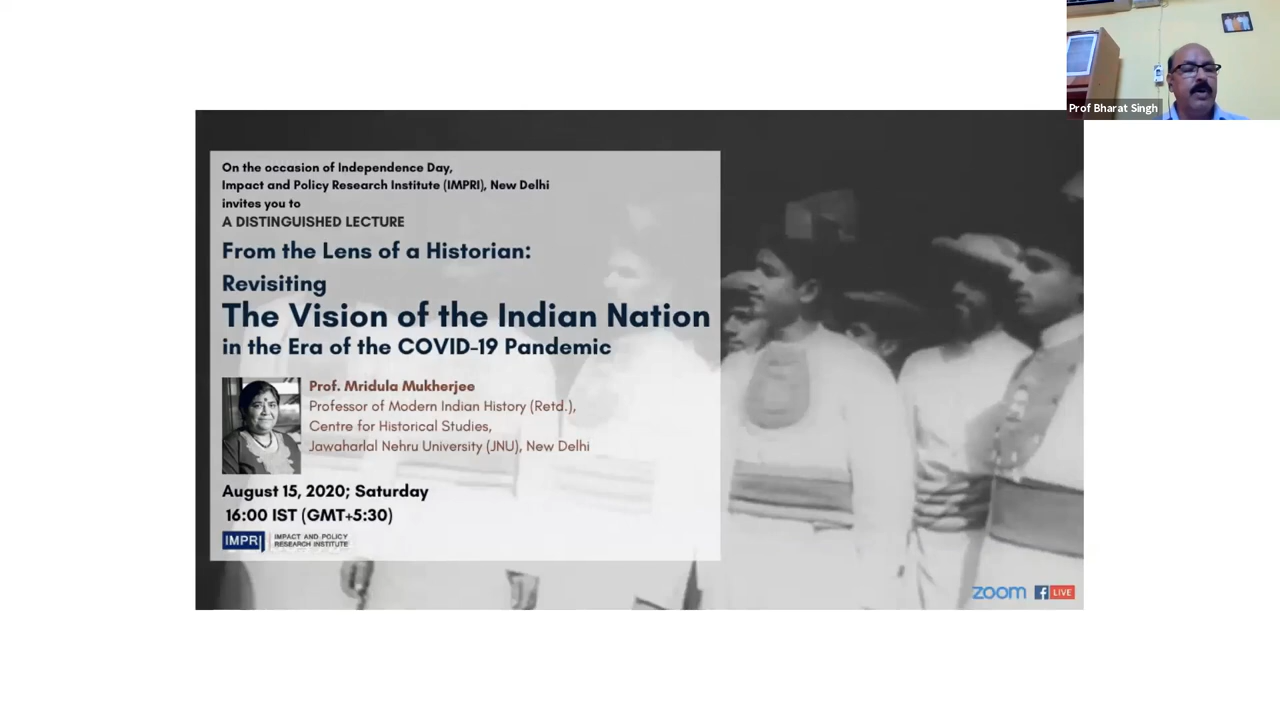 Prof Bharat Singh
On the occasion of Independence Day,
Impact and Policy Research Institute (IMPRI), New Delhi
invites you to
A DISTINGUISHED LECTURE
From the Lens of a Historian:
Revisiting
The Vision of the Indian Nation
in the Era of the COVID-19 Pandemic
Prof. Mridula Mukherjee
Professor of Modern Indian History (Retd.),
Centre for Historical Studies,
Jawaharlal Nehru University (JNU), New Delhi
August 15, 2020; Saturday
16:00 IST (GMT+5:30)
IMPRI
IMPACT AND POLICY
RESEARCH INSTITUTE
zoom f LIVE